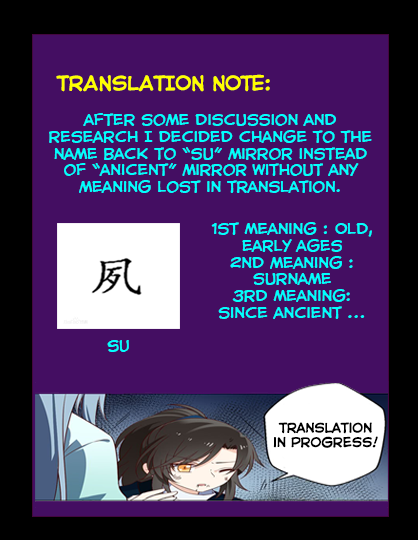 TRANSLATION NOTE:
AFTER SOME DISCUSSION AND
RESEARCH I DECIDED CHANGE TO THE
NAME BACK TO "SU" MIRROR INSTEAD
OF "ANICENT" MIRROR WITHOUT ANY
MEANING LOST IN TRANSLATION.
夙
SU
1ST MEANING : OLD,
EARLY AGES
2ND MEANING :
SURNAME
3RD MEANING:
SINCE ANCIENT ...
TRANSLATION
IN PROGRESS!